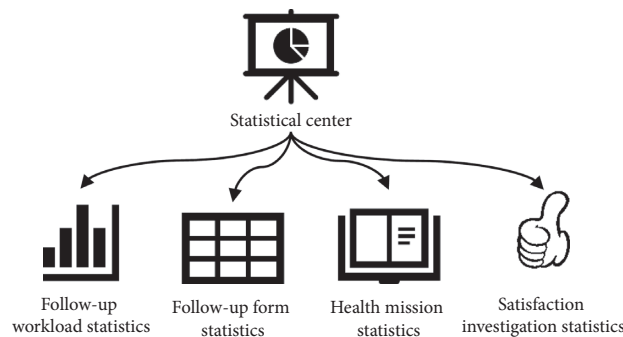 Statistical center
Follow-up
workload statistics
Follow-up form
statistics
Health mission
statistics
Satisfaction
investigation statistics